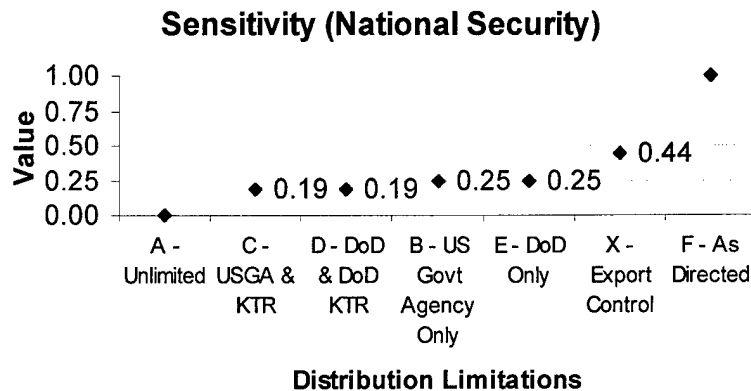 Sensitivity (National Security)
Value
1.00
0.75
0.50
0.25
0.00
0.19
0.19
0.25
0.25
0.44
A -
Unlimited
C -
USGA &
KTR
D - DoD
& DoD
KTR
B - US
Govt
Agency
Only
E - DoD
Only
X -
Export
Control
F - As
Directed
Distribution Limitations